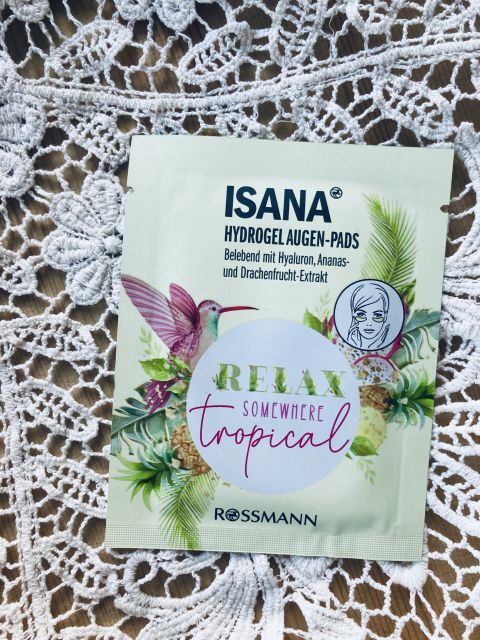 ISANA
HYDROGEL AUGEN-PADS
Belebend mit Hyaluron, Ananas-
und Drachenfrucht-Extrakt
RELAX
SOMEWHERE
tropical
ROSSMANN